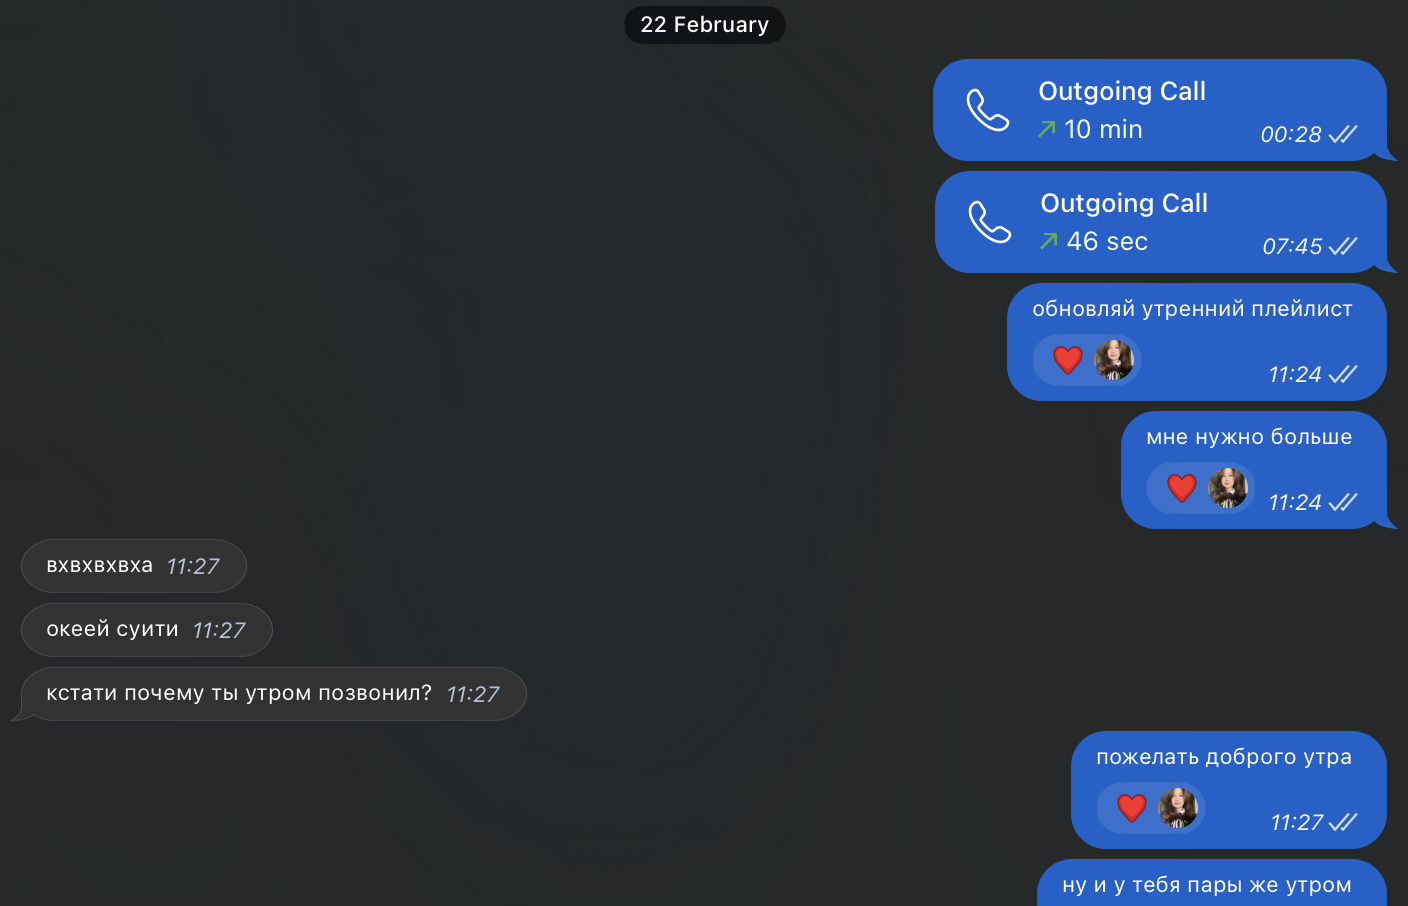 22 February
Outgoing Call
10 min
00:28
Outgoing Call
46 sec
07:45
обновляй утренний плейлист
11:24
мне нужно больше
11:24
вхвхвхвха 11:27
океей суити 11:27
кстати почему ты утром позвонил? 11:27
пожелать доброго утра
11:27
ну и у тебя пары же утром